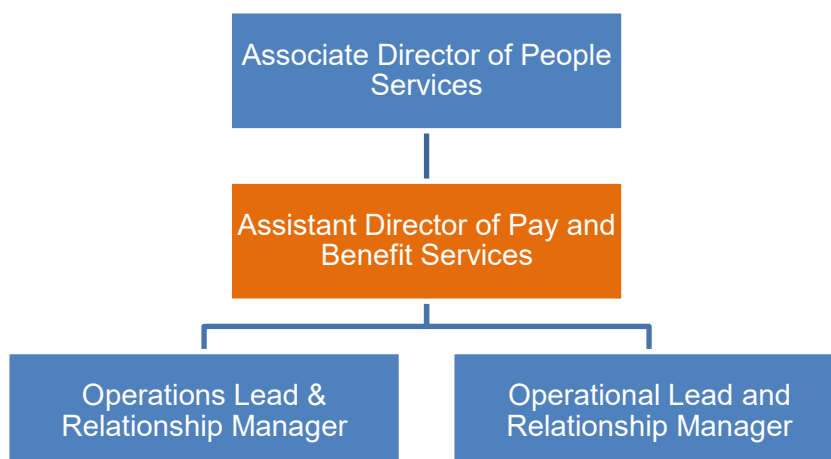 Associate Director of People
Services
Assistant Director of Pay and
Benefit Services
Operations Lead &
Relationship Manager
Operational Lead and
Relationship Manager